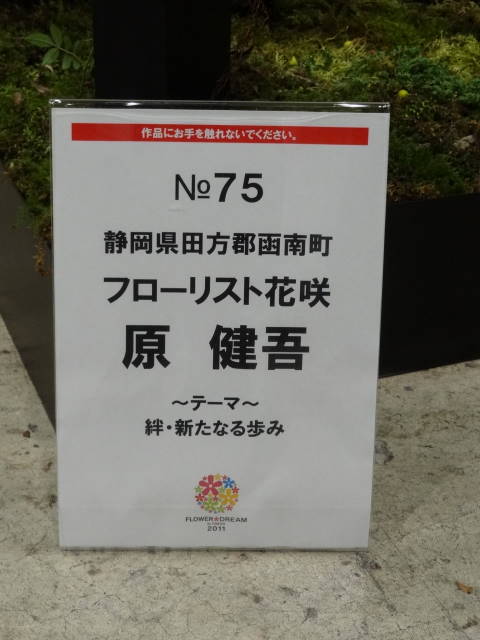 作品にお手を触れないでください。
№75
静岡県田方郡函南町
フローリスト花咲
原 健吾
～テーマ～
絆・新たなる歩み
FLOWER★DREAM
2011